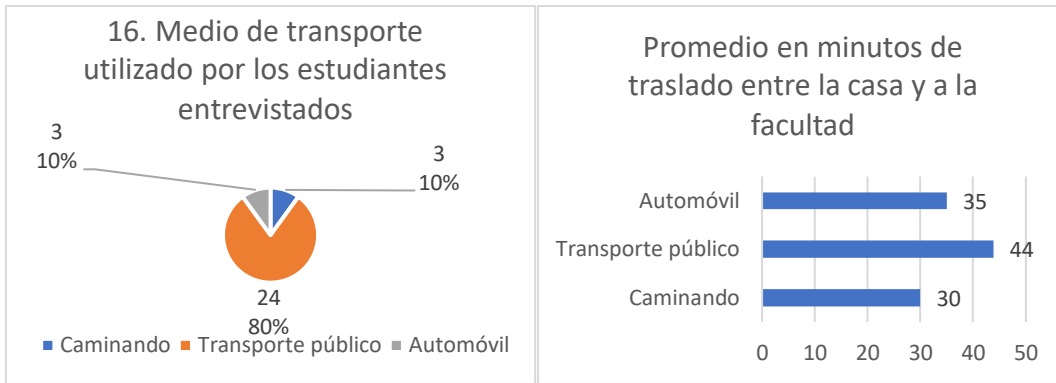 16. Medio de transporte
utilizado por los estudiantes
entrevistados
3
10%
3
10%
24
80%
Caminando Transporte público Automóvil
Promedio en minutos de
traslado entre la casa y a la
facultad
Automóvil 35
Transporte público 44
Caminando 30
0 10 20 30 40 50